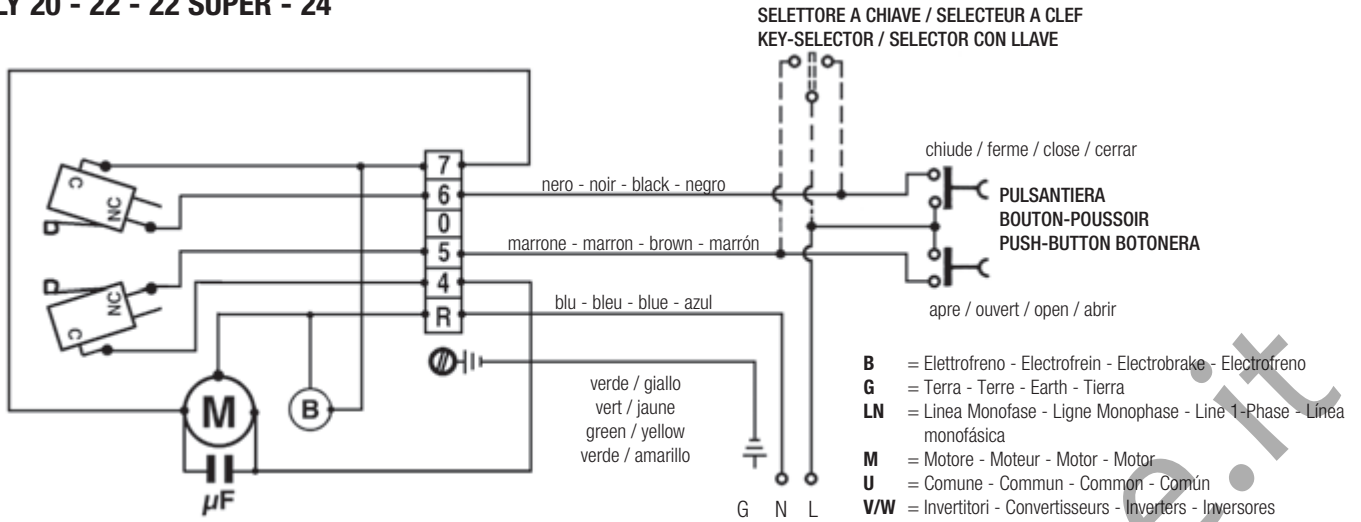 20 - 22 - 22 SUPER - 24
SELETTORE A CHIAVE / SELECTEUR A CLEF
KEY-SELECTOR / SELECTOR CON LLAVE
C
NC
7
6
0
5
4
R
NC
C
nero - noir - black - negro
marrone - marron - brown - marrón
blu - bleu - blue - azul
chiude / ferme / close / cerrar
PULSANTIERA
BOUTON-POUSSOIR
PUSH-BUTTON BOTONERA
apre / ouvert / open / abrir
verde / giallo
vert / jaune
green / yellow
verde / amarillo
M
B
µF
G N L
B = Elettrofreno - Electrofrein - Electrobrake - Electrofreno
G = Terra - Terre - Earth - Tierra
LN = Linea Monofase - Ligne Monophase - Line 1-Phase - Línea
monofásica
M = Motore - Moteur - Motor - Motor
U = Comune - Commun - Common - Común
V/W = Invertitori - Convertisseurs - Inverters - Inversores
e.it